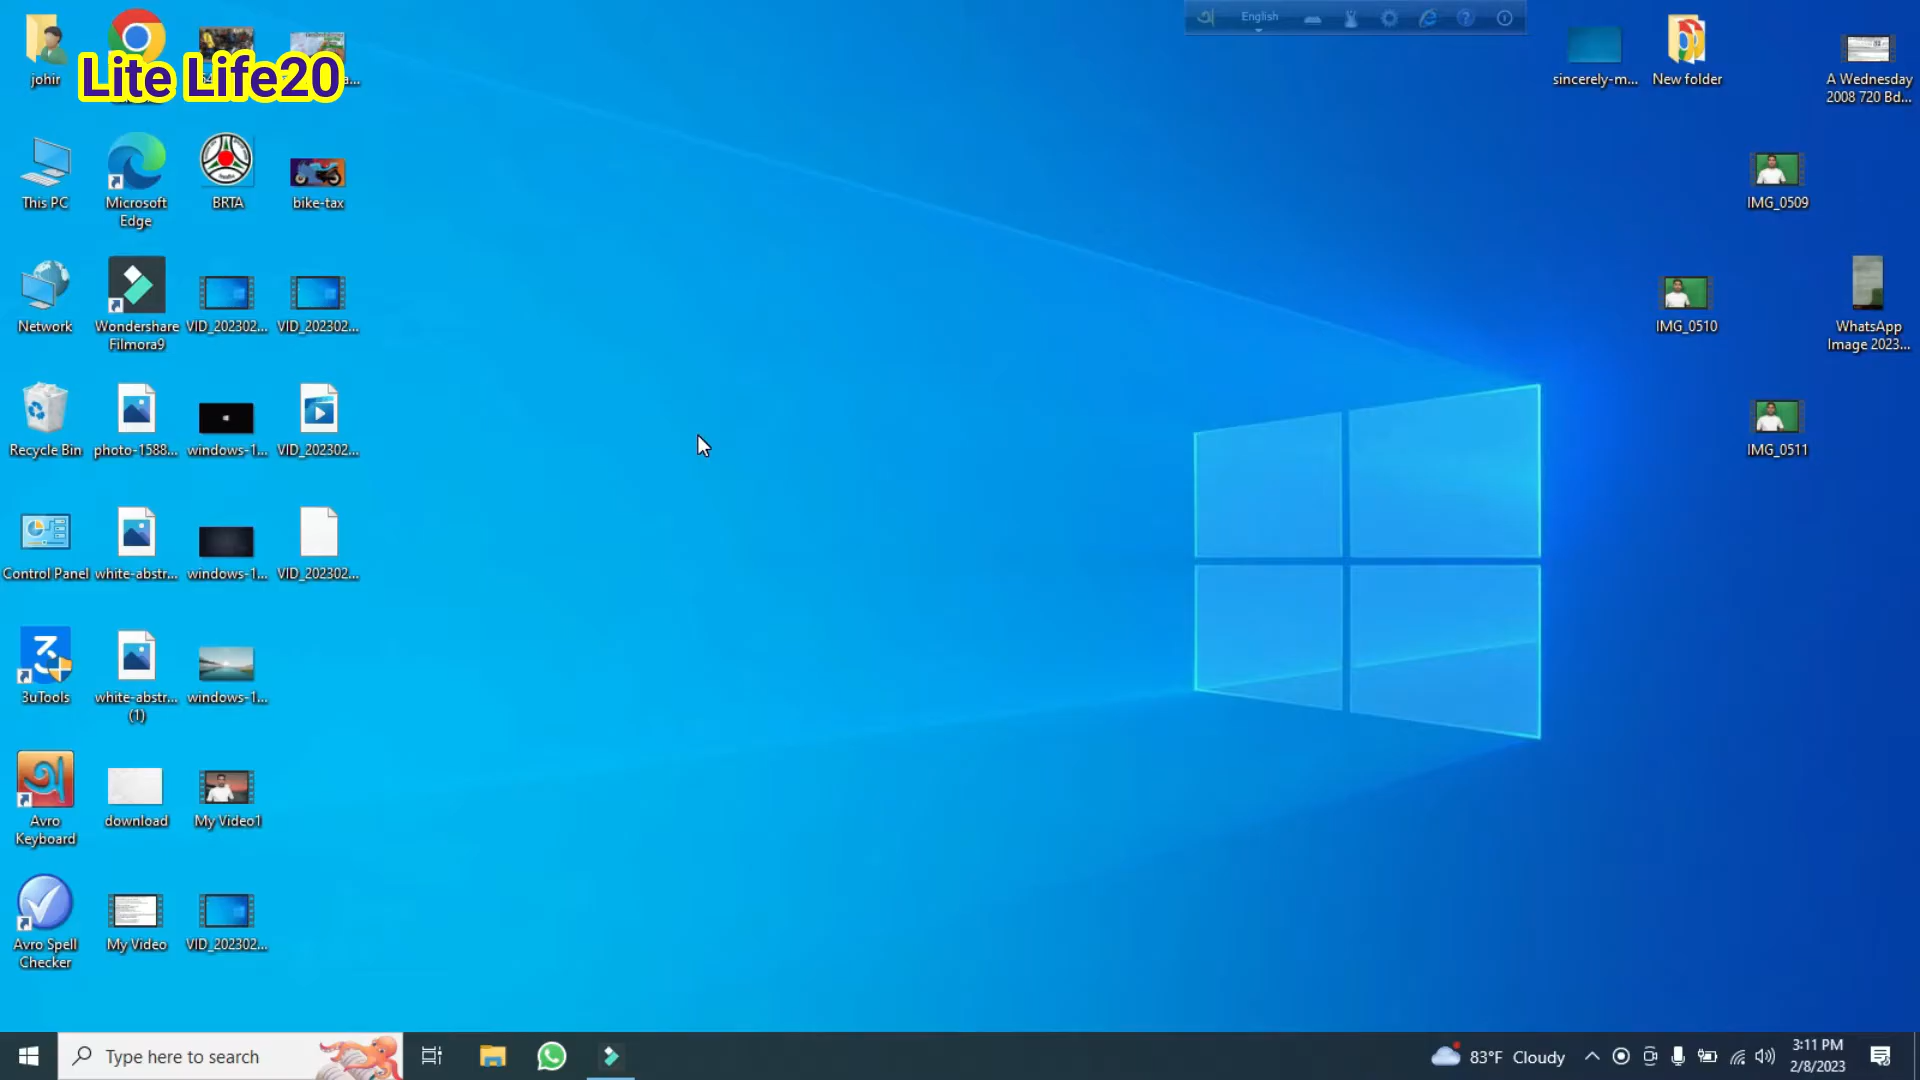 English
johir
Lite Life20
a...
sincerely-m...
New folder
A Wednesday
2008 720 Bd...
This PC
Microsoft
Edge
BRTA
bike-tax
IMG_0509
Network
Wondershare
Filmora9
VID_202302...
VID_202302...
IMG_0510
WhatsApp
Image 2023...
Recycle Bin
photo-1588...
windows-1...
VID_202302...
IMG_0511
Control Panel
white-abstr...
windows-1...
VID_202302...
3uTools
white-abstr...
(1)
windows-1...
Avro
Keyboard
download
My Video1
Avro Spell
Checker
My Video
VID_202302...
Type here to search
83°F Cloudy
3:11 PM
2/8/2023